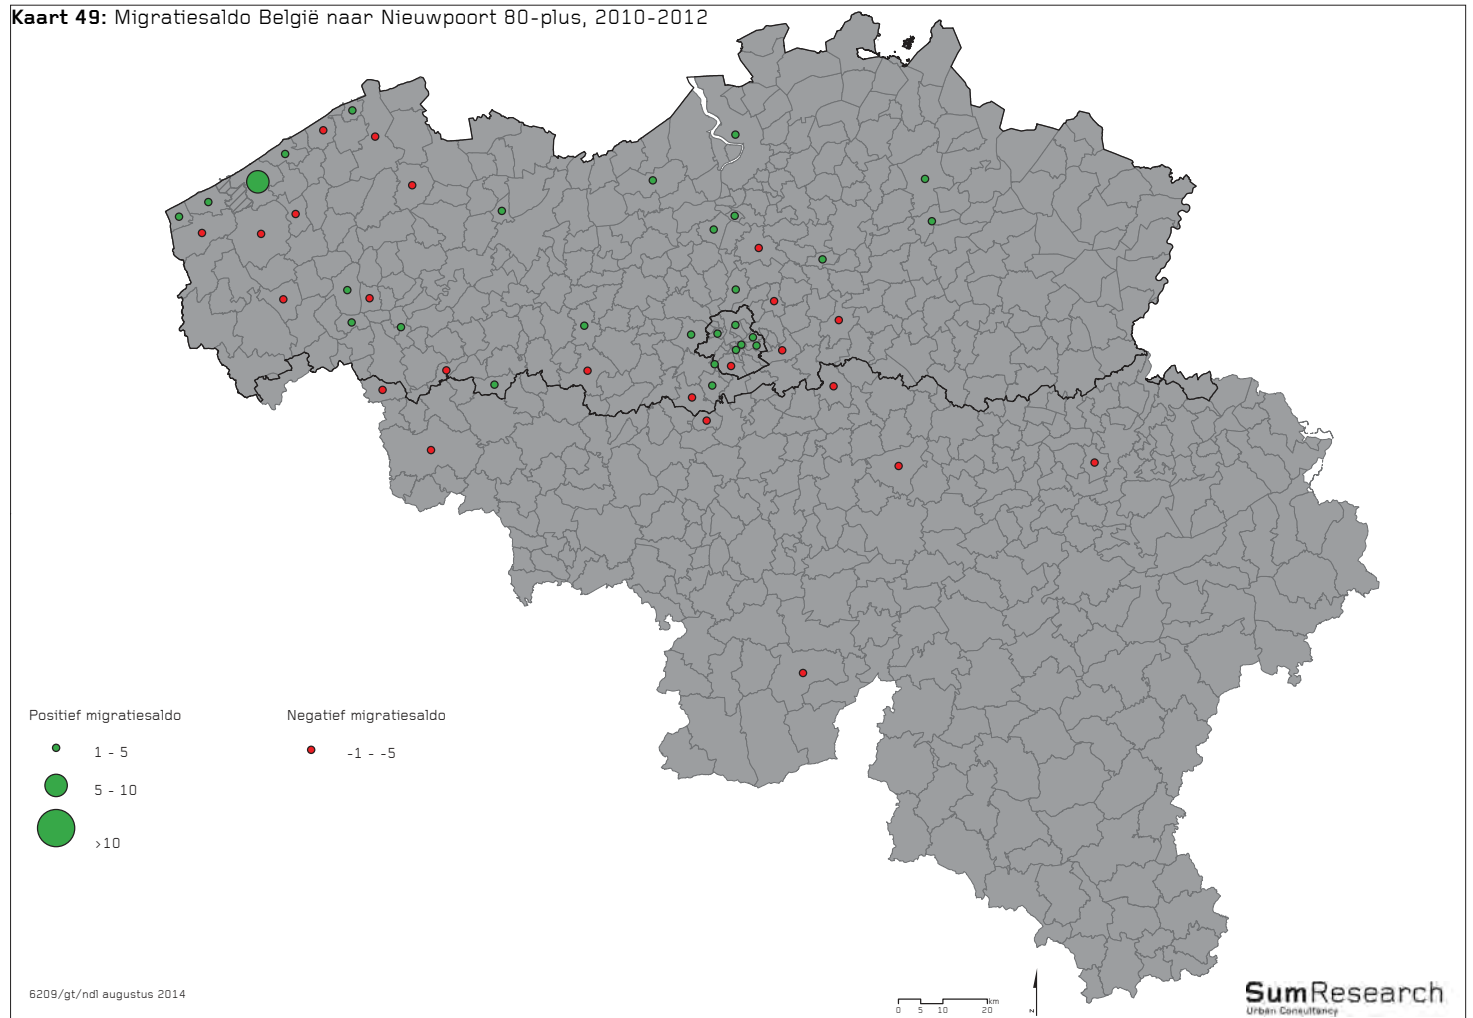 Kaart 49: Migratiesaldo België naar Nieuwpoort 80-plus, 2010-2012
Positief migratiesaldo
1 - 5
5 - 10
>10
Negatief migratiesaldo
-1 - -5
6209/gt/ndl augustus 2014
km
0 5 10 20
N
SumResearch
Urban Consultancy